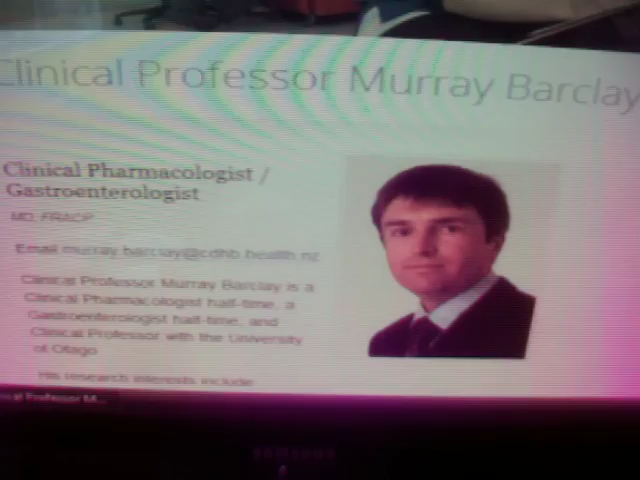 Clinical Professor Murray Barclay
Clinical Pharmacologist /
Gastroenterologist
MD, FRACP
Email murray.barclay@cdhb.health.nz
Clinical Professor Murray Barclay is a
Clinical Pharmacologist half-time, a
Gastroenterologist half-time, and
Clinical Professor with the University
of Otago
His research interests include
Professor M...
SAMSUNG